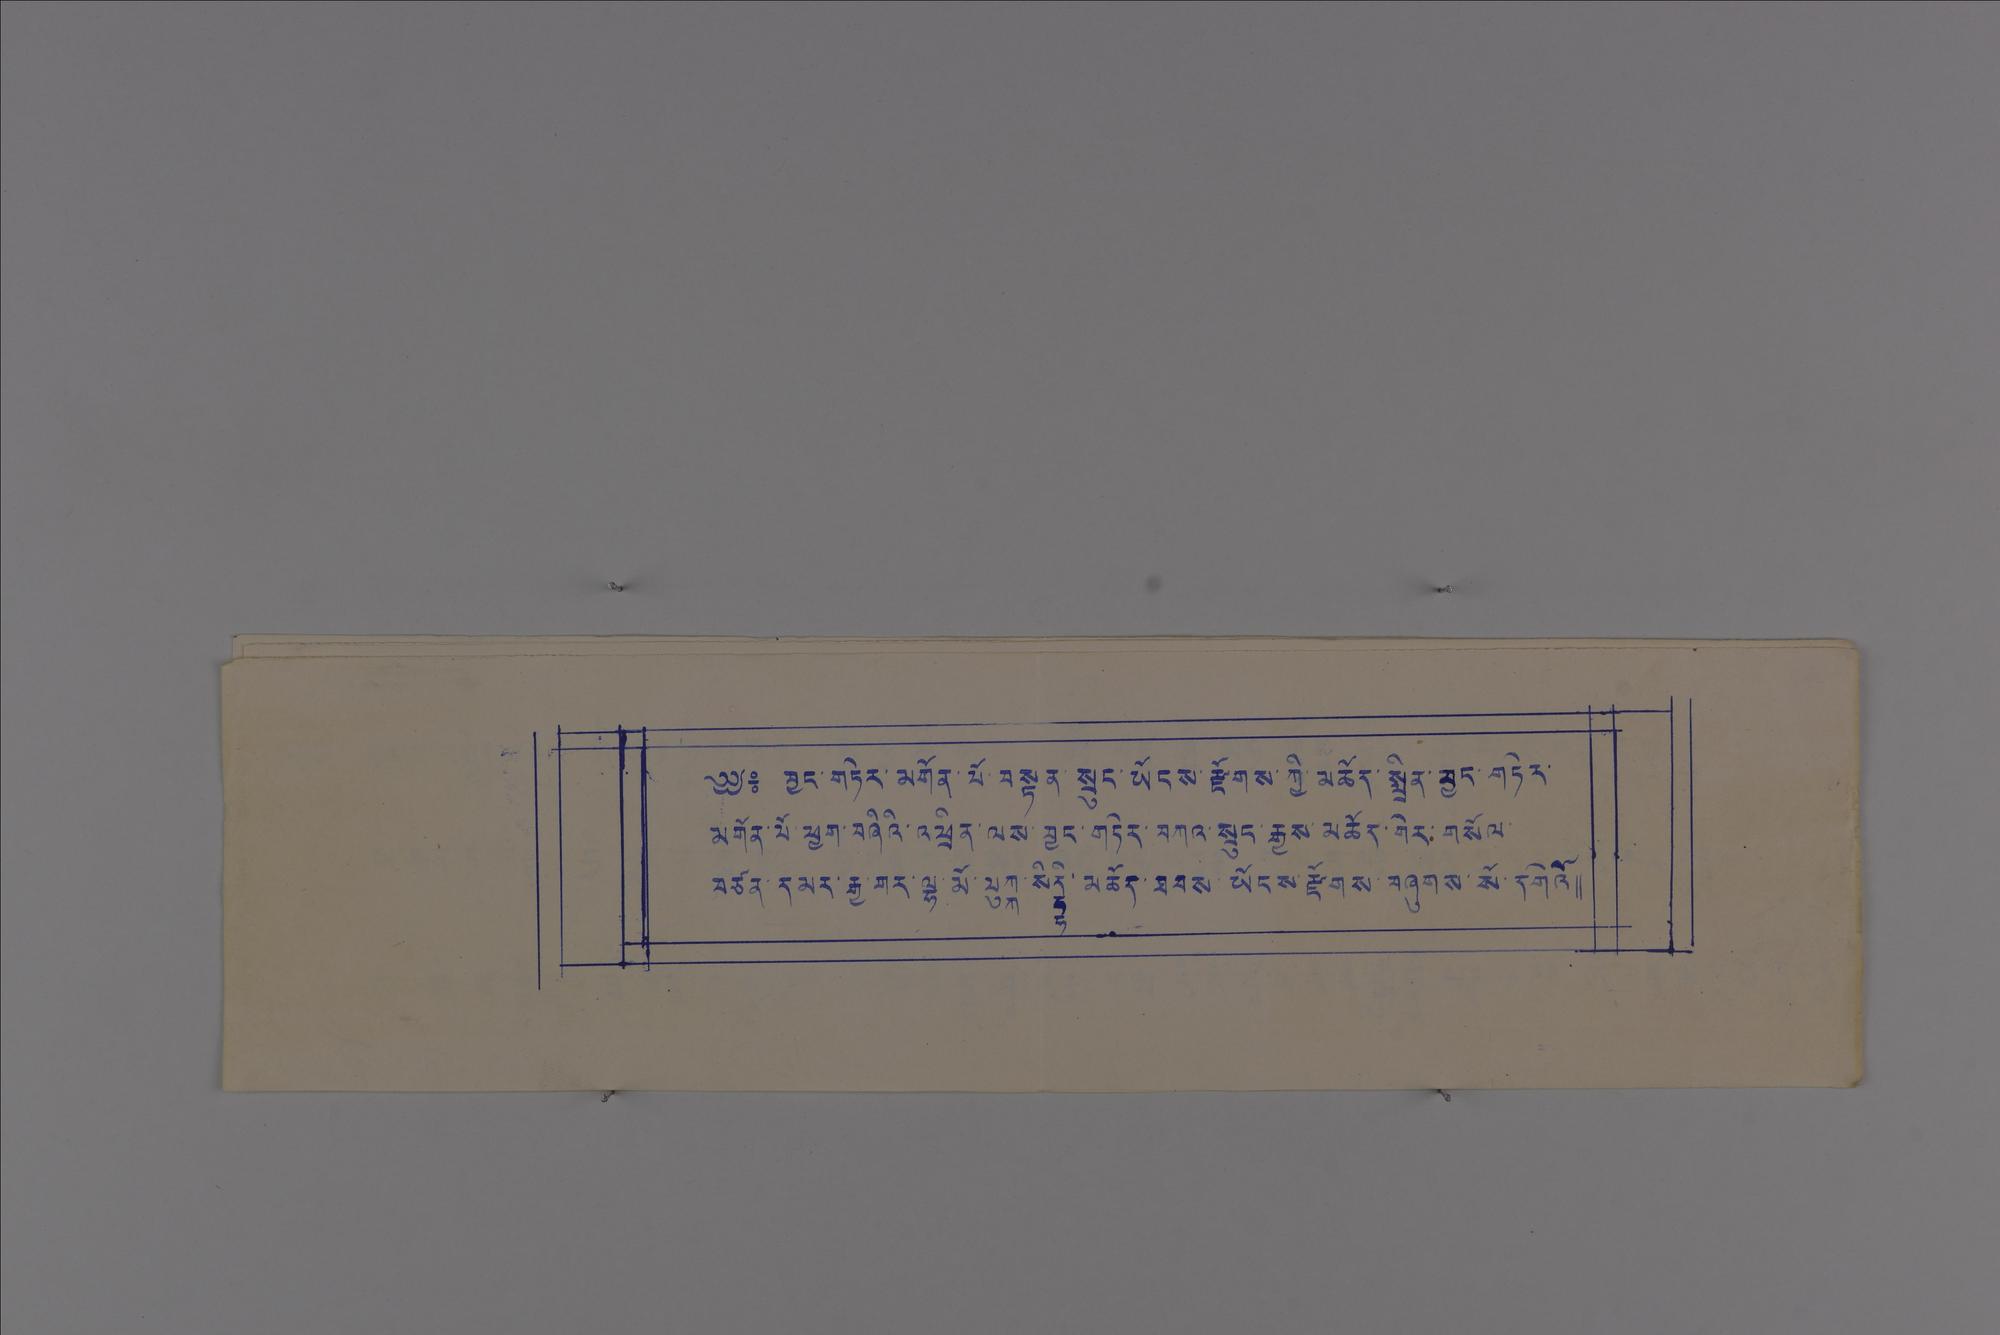 ༄༅༔ བྱང་གཏེར་མགོན་པོ་བསྟན་སྲུང་ཡོངས་རྫོགས་ཀྱི་མཆོད་སྤྲིན་བྱང་གཏེར་
མགོན་པོ་ཕྱག་བཞིའི་འཕྲིན་ལས་བྱང་གཏེར་བཀའ་སྲུང་རྒྱས་མཆོད་གེར་གསོལ་
བཙན་དམར་རྒྱ་གར་ལྷ་མོ་པུཀྐ་སིདྡྷི་མཆོད་ཐབས་ཡོངས་རྫོགས་བཞུགས་སོ་དགེའོ༎